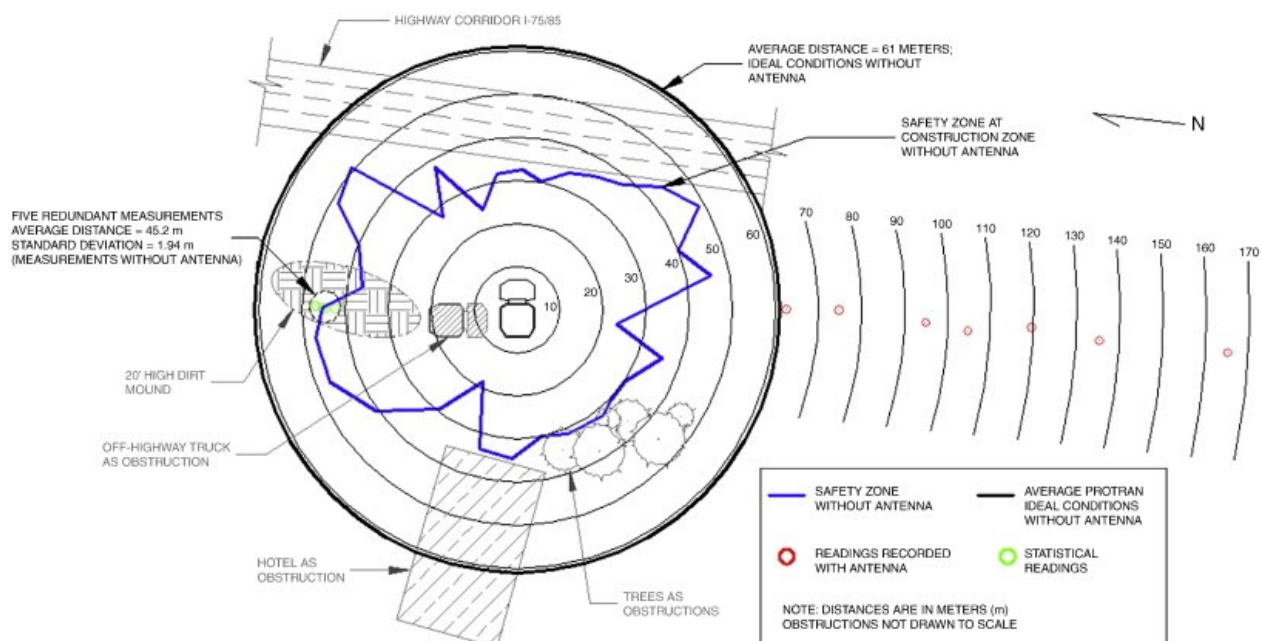 HIGHWAY CORRIDOR I-75/85
AVERAGE DISTANCE = 61 METERS;
IDEAL CONDITIONS WITHOUT
ANTENNA
SAFETY ZONE AT
CONSTRUCTION ZONE
WITHOUT ANTENNA
N
FIVE REDUNDANT MEASUREMENTS
AVERAGE DISTANCE = 45.2 m
STANDARD DEVIATION = 1.94 m
(MEASUREMENTS WITHOUT ANTENNA)
10
20
30
40
50
60
70
80
90
100
110
120
130
140
150
160
170
20' HIGH DIRT
MOUND
OFF-HIGHWAY TRUCK
AS OBSTRUCTION
HOTEL AS
OBSTRUCTION
TREES AS
OBSTRUCTIONS
SAFETY ZONE
WITHOUT ANTENNA
AVERAGE PROTRAN
IDEAL CONDITIONS
WITHOUT ANTENNA
READINGS RECORDED
WITH ANTENNA
STATISTICAL
READINGS
NOTE: DISTANCES ARE IN METERS (m)
OBSTRUCTIONS NOT DRAWN TO SCALE